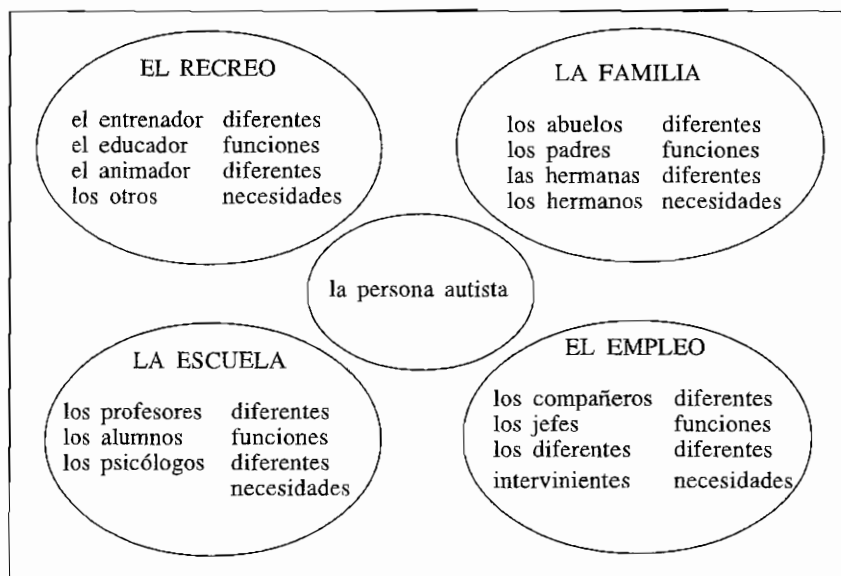 EL RECREO
el entrenador diferentes
el educador funciones
el animador diferentes
los otros necesidades
LA FAMILIA
los abuelos diferentes
los padres funciones
las hermanas diferentes
los hermanos necesidades
la persona autista
LA ESCUELA
los profesores diferentes
los alumnos funciones
los psicólogos diferentes
necesidades
EL EMPLEO
los compañeros diferentes
los jefes funciones
los diferentes diferentes
intervinientes necesidades